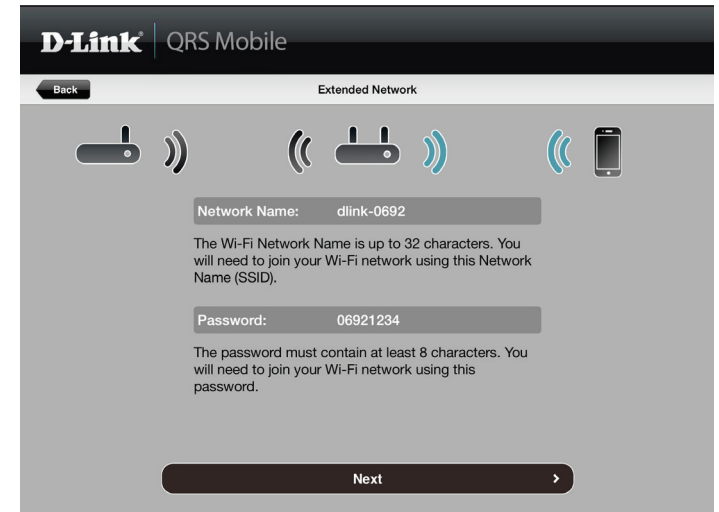 D-Link® QRS Mobile
Back
Extended Network
Network Name: dlink-0692
The Wi-Fi Network Name is up to 32 characters. You
will need to join your Wi-Fi network using this Network
Name (SSID).
Password: 06921234
The password must contain at least 8 characters. You
will need to join your Wi-Fi network using this
password.
Next